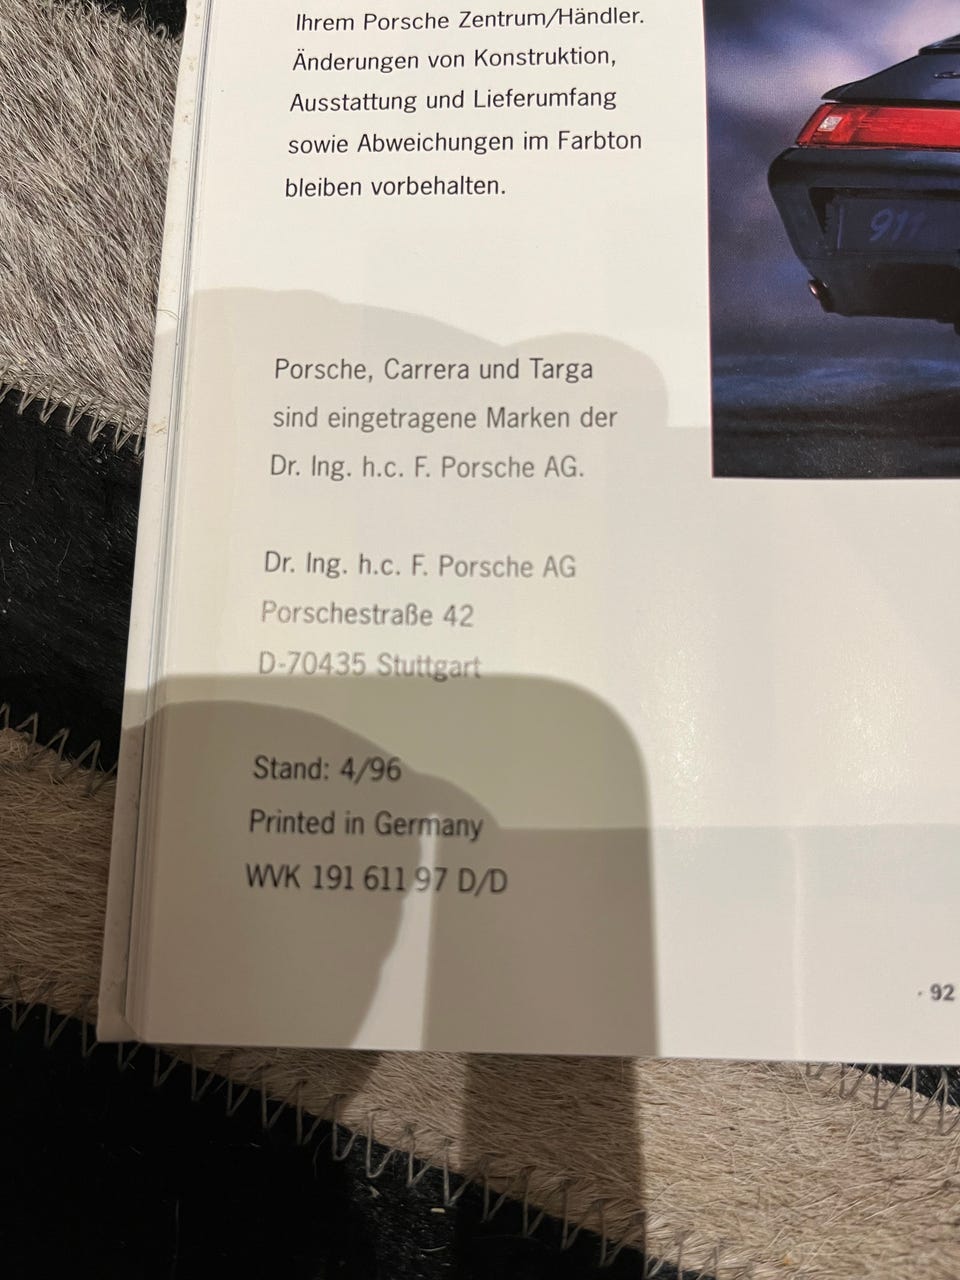 Ihrem Porsche Zentrum/Händler.
Änderungen von Konstruktion,
Ausstattung und Lieferumfang
sowie Abweichungen im Farbton
bleiben vorbehalten.
Porsche, Carrera und Targa
sind eingetragene Marken der
Dr. Ing. h.c. F. Porsche AG.
Dr. Ing. h.c. F. Porsche AG
Porschestraße 42
D-70435 Stuttgart
Stand: 4/96
Printed in Germany
WVK 191 611 97 D/D
911
· 92